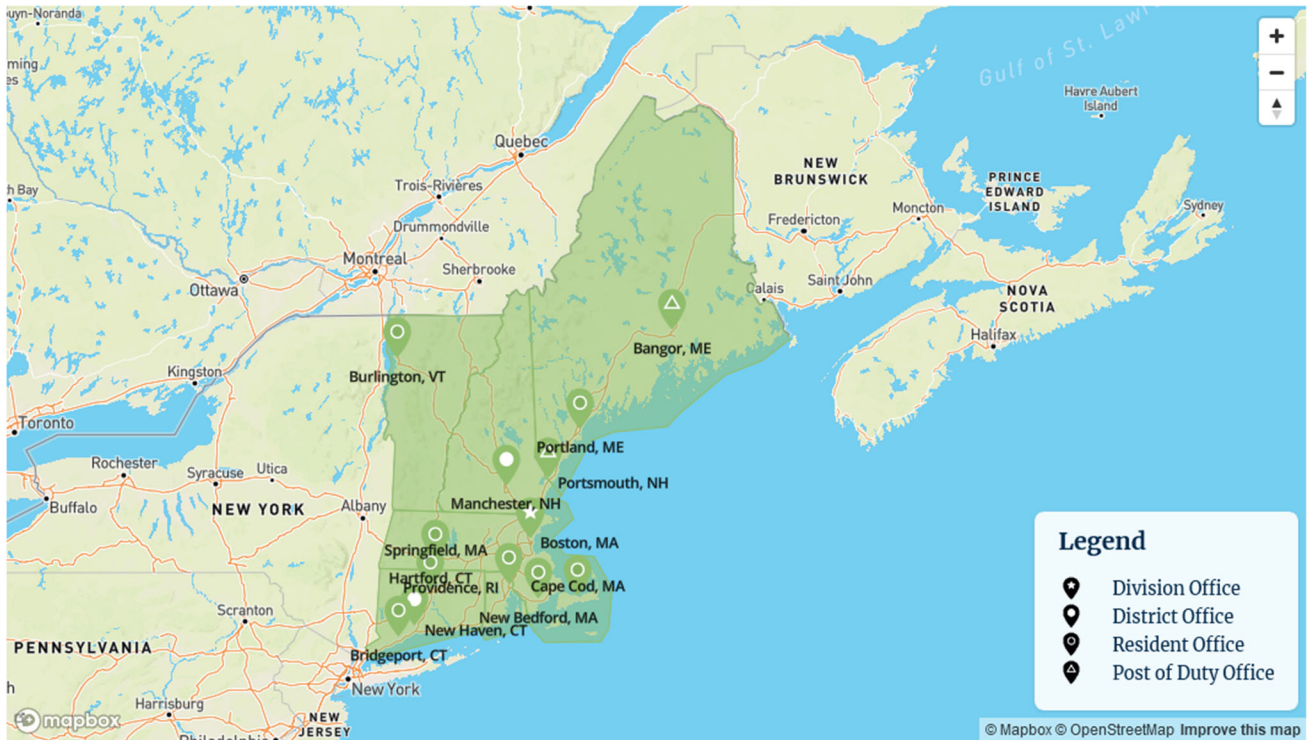 uyn-Noranda
ming
es
Gulf of St. Lawr
Havre Aubert
Island
Quebec
NEW
BRUNSWICK
PRINCE
EDWARD
ISLAND
h Bay
Trois-Rivières
Sydney
Moncton
Fredericton
Drummondville
Montreal
Sherbrooke
Saint John
Calais
Ottawa
NOVA
SCOTIA
Halifax
Bangor, ME
Kingston
Burlington, VT
Toronto
Portland, ME
Rochester
Utica
Syracuse
Portsmouth, NH
Buffalo
NEW YORK
Albany
Manchester, NH
Boston, MA
Springfield, MA
Hartford, CT
Providence, RI
Cape Cod, MA
Scranton
New Bedford, MA
New Haven, CT
PENNSYLVANIA
Bridgeport, CT
h
New York
Harrisburg
NEW
JERSEY
Philadelphia
mapbox
Legend
Division Office
District Office
Resident Office
Post of Duty Office
© Mapbox © OpenStreetMap Improve this map